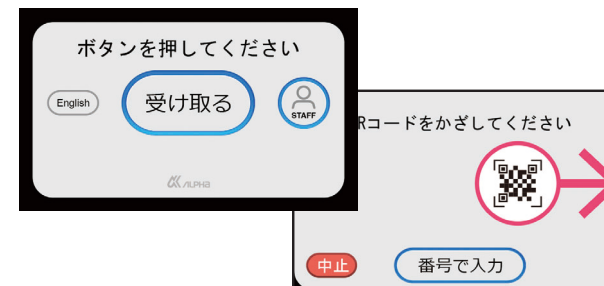 ボタンを押してください
English
受け取る
STAFF
ALPHA
Rコードをかざしてください
中止
番号で入力